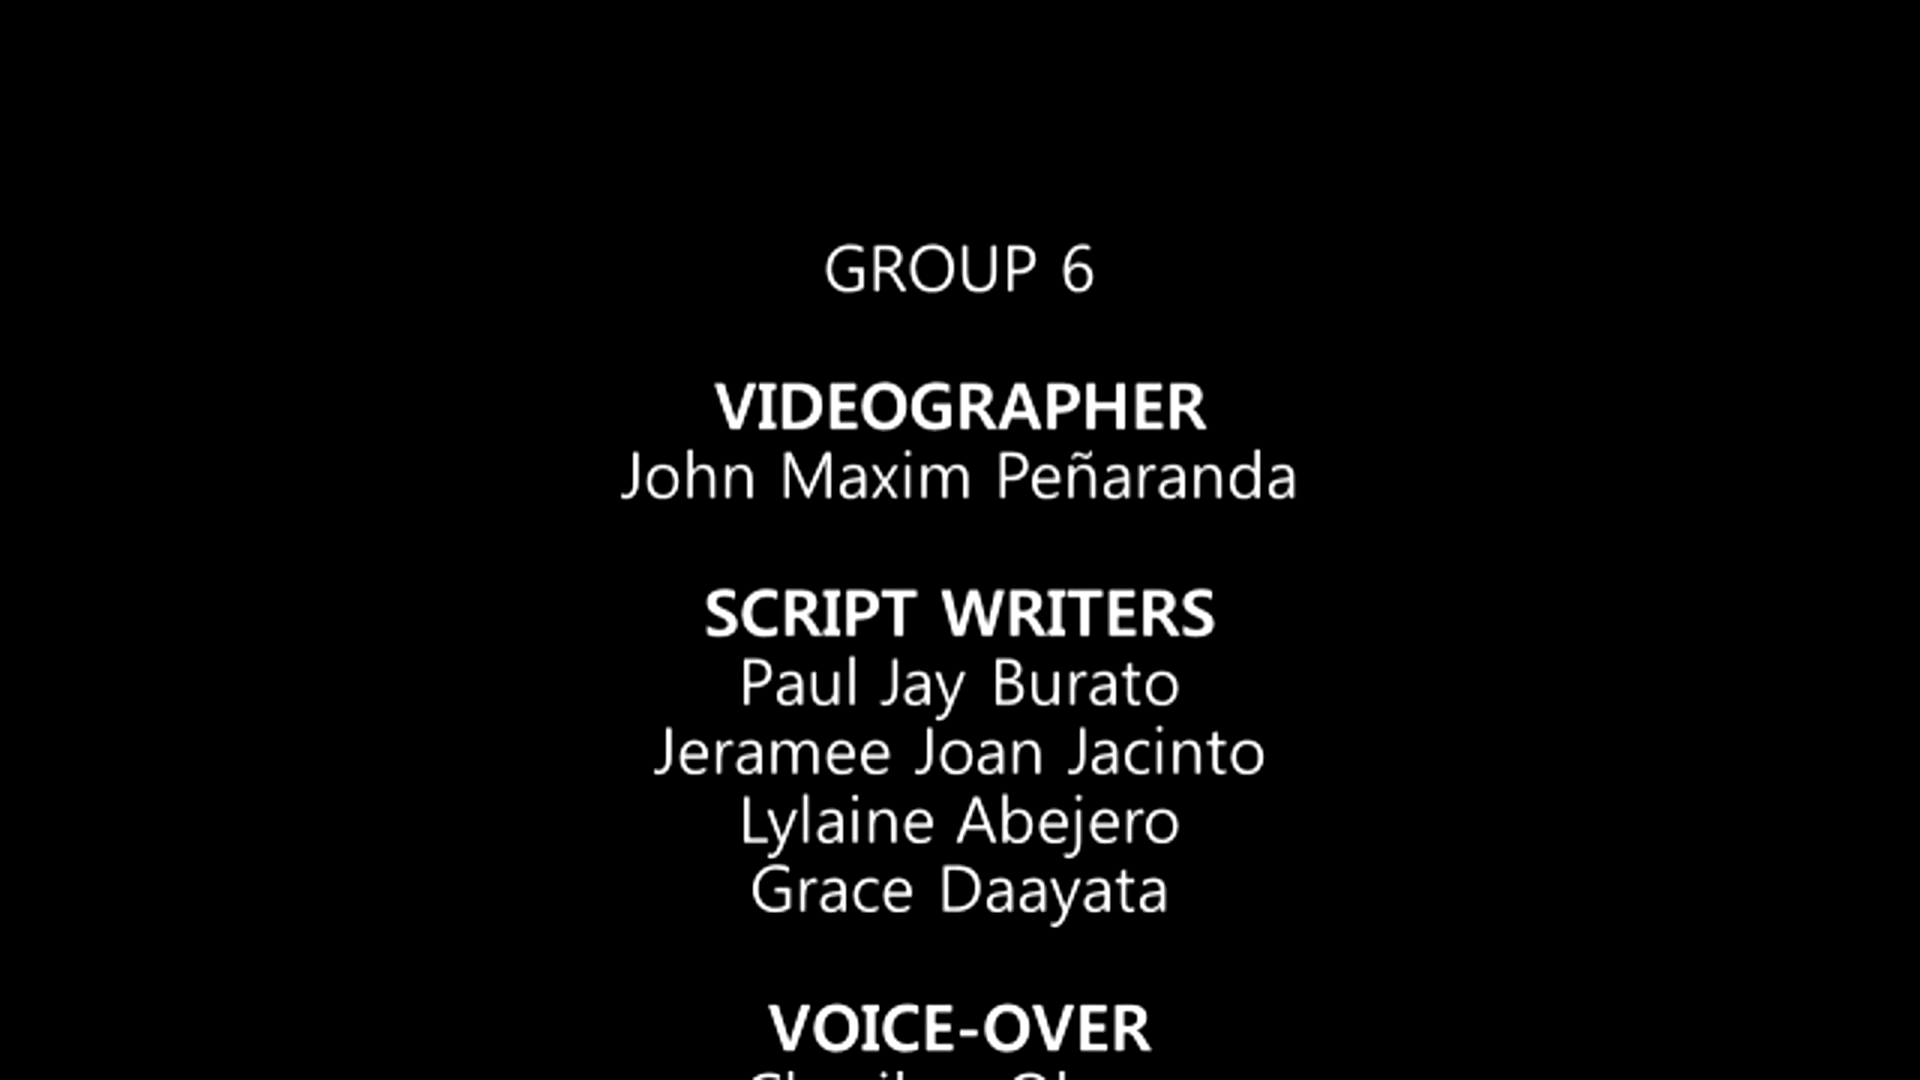 GROUP 6
VIDEOGRAPHER
John Maxim Peñaranda
SCRIPT WRITERS
Paul Jay Burato
Jeramee Joan Jacinto
Lylaine Abejero
Grace Daayata
VOICE-OVER